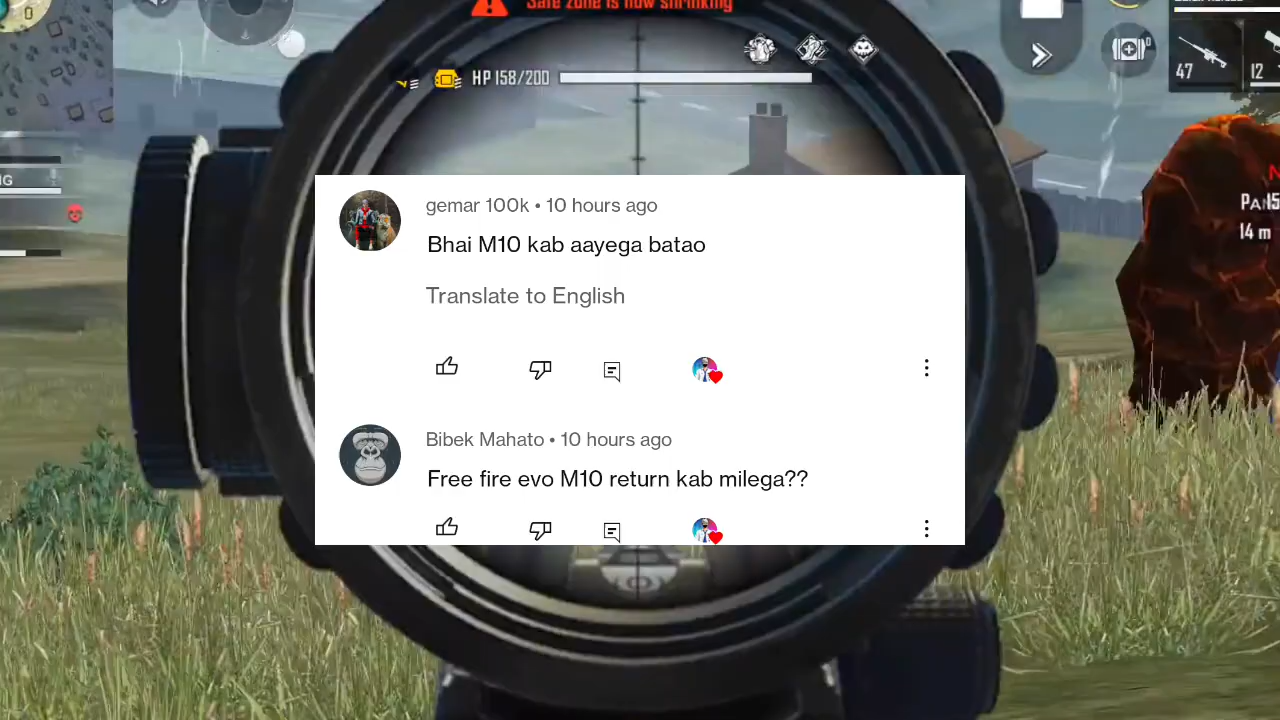 Safe zone is now shrinking
HP 158/200
0
47
12
14 m
gemar 100k • 10 hours ago
Bhai M10 kab aayega batao
Translate to English
Bibek Mahato • 10 hours ago
Free fire evo M10 return kab milega??